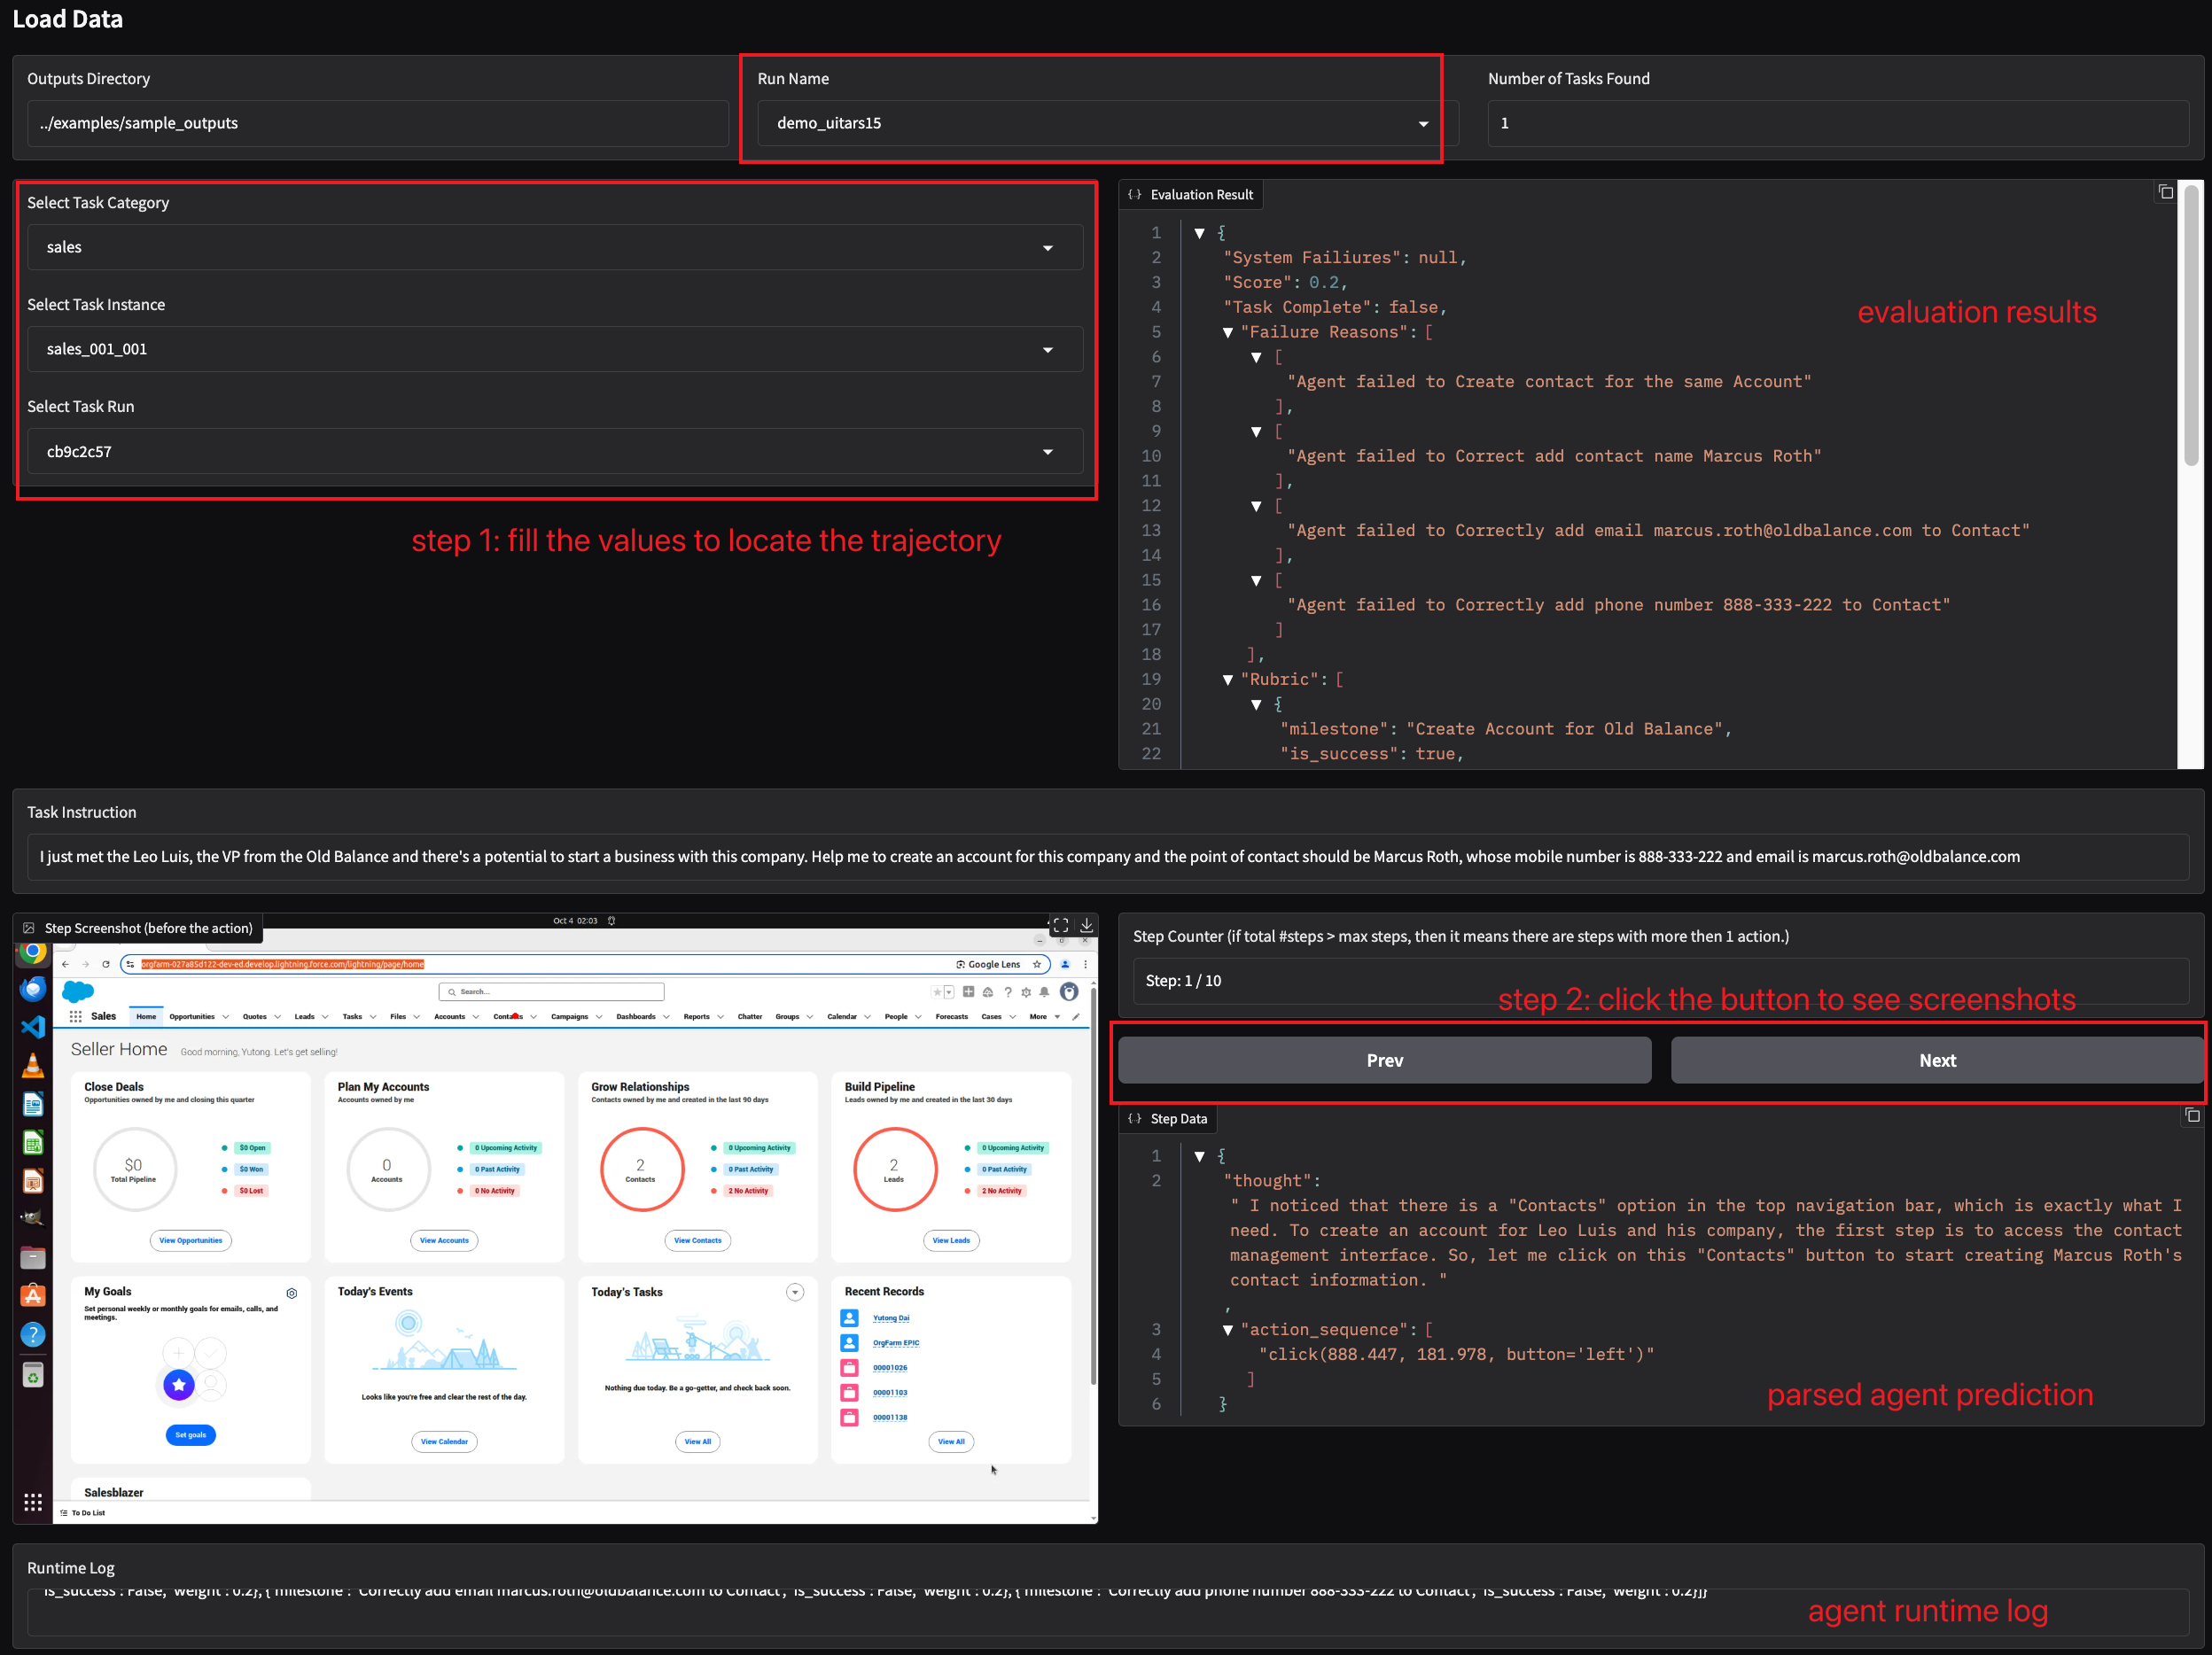 Load Data
Outputs Directory
../examples/sample_outputs
Run Name
demo_uitars15
Number of Tasks Found
1
Select Task Category
sales
Select Task Instance
sales_001_001
Select Task Run
cb9c2c57
step 1: fill the values to locate the trajectory
Evaluation Result
evaluation results
1 {
2 "System Failiures": null,
3 "Score": 0.2,
4 "Task Complete": false,
5 "Failure Reasons": [
6 [
7 "Agent failed to Create contact for the same Account"
8 ],
9 [
10 "Agent failed to Correct add contact name Marcus Roth"
11 ],
12 [
13 "Agent failed to Correctly add email marcus.roth@oldbalance.com to Contact"
14 ],
15 [
16 "Agent failed to Correctly add phone number 888-333-222 to Contact"
17 ]
18 ],
19 "Rubric": [
20 {
21 "milestone": "Create Account for Old Balance",
22 "is_success": true,
Task Instruction
I just met the Leo Luis, the VP from the Old Balance and there's a potential to start a business with this company. Help me to create an account for this company and the point of contact should be Marcus Roth, whose mobile number is 888-333-222 and email is marcus.roth@oldbalance.com
Step Screenshot (before the action)
Oct 4 02:03
orgfarm-027a85d122-dev-ed.develop.lightning.force.com/lightning/page/home
Google Lens
Search...
Sales Home Opportunities Quotes Leads Tasks Files Accounts Contacts Campaigns Dashboards Reports Chatter Groups Calendar People Forecasts Cases More
Seller Home Good morning, Yutong. Let's get selling!
Close Deals
Opportunities owned by me and closing this quarter
$0
Total Pipeline
$0 Open
$0 Won
$0 Lost
View Opportunities
Plan My Accounts
Accounts owned by me
0
Accounts
0 Upcoming Activity
0 Past Activity
0 No Activity
View Accounts
Grow Relationships
Contacts owned by me and created in the last 90 days
2
Contacts
0 Upcoming Activity
0 Past Activity
2 No Activity
View Contacts
Build Pipeline
Leads owned by me and created in the last 30 days
2
Leads
0 Upcoming Activity
0 Past Activity
2 No Activity
View Leads
My Goals
Set personal weekly or monthly goals for emails, calls, and
meetings.
Set goals
Today's Events
Looks like you're free and clear the rest of the day.
View Calendar
Today's Tasks
Nothing due today. Be a go-getter, and check back soon.
View All
Recent Records
Yutong Dai
OrgFarm EPIC
00001026
00001103
00001138
View All
Salesblazer
To Do List
Step Counter (if total #steps > max steps, then it means there are steps with more then 1 action.)
Step: 1 / 10
step 2: click the button to see screenshots
Prev
Next
Step Data
1 {
2 "thought":
" I noticed that there is a "Contacts" option in the top navigation bar, which is exactly what I
need. To create an account for Leo Luis and his company, the first step is to access the contact
management interface. So, let me click on this "Contacts" button to start creating Marcus Roth's
contact information. "
,
3 "action_sequence": [
4 "click(888.447, 181.978, button='left')"
5 ]
6 }
parsed agent prediction
Runtime Log
'is_success': False, 'weight': 0.2}, {'milestone': 'Correctly add email marcus.roth@oldbalance.com to Contact', 'is_success': False, 'weight': 0.2}, {'milestone': 'Correctly add phone number 888-333-222 to Contact', 'is_success': False, 'weight': 0.2}]}
agent runtime log